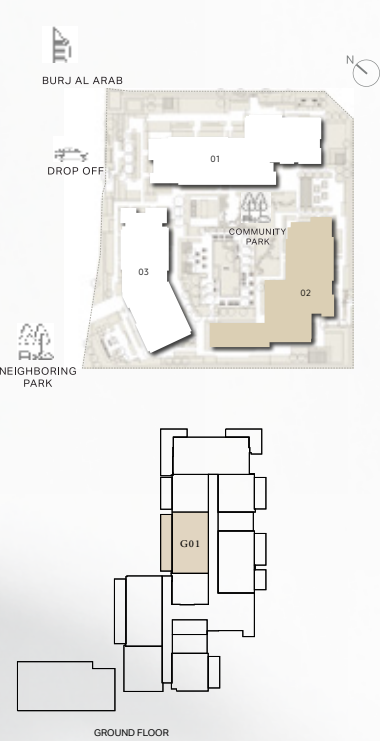 N
BURJ AL ARAB
01
DROP OFF
COMMUNITY
PARK
03
02
NEIGHBORING
PARK
G01
GROUND FLOOR